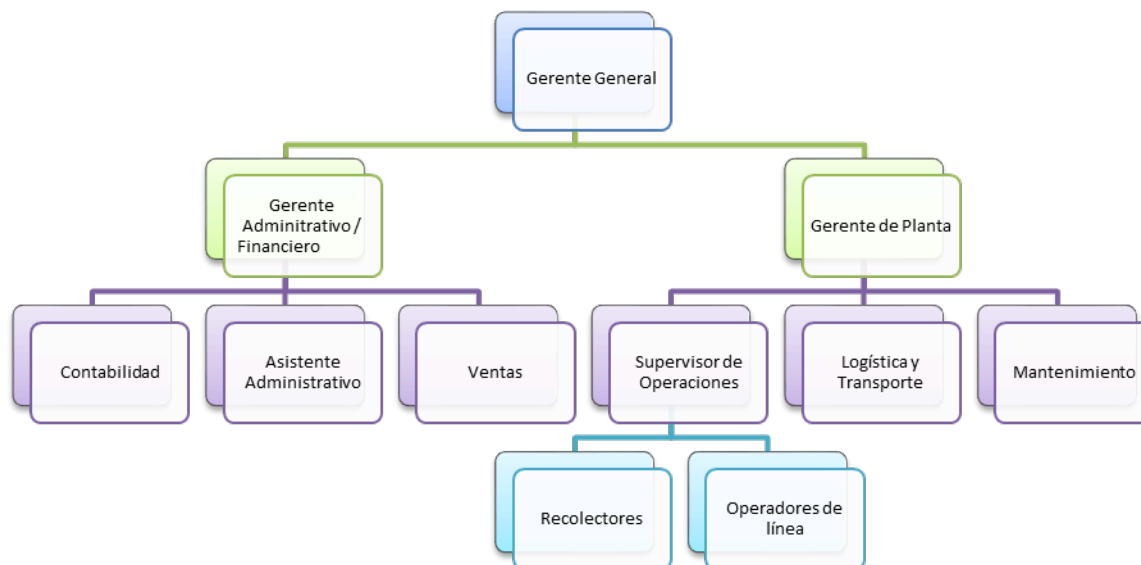 Gerente General
Gerente
Adminitrativo /
Financiero
Gerente de Planta
Contabilidad
Asistente
Administrativo
Ventas
Supervisor de
Operaciones
Logística y
Transporte
Mantenimiento
Recolectores
Operadores de
línea